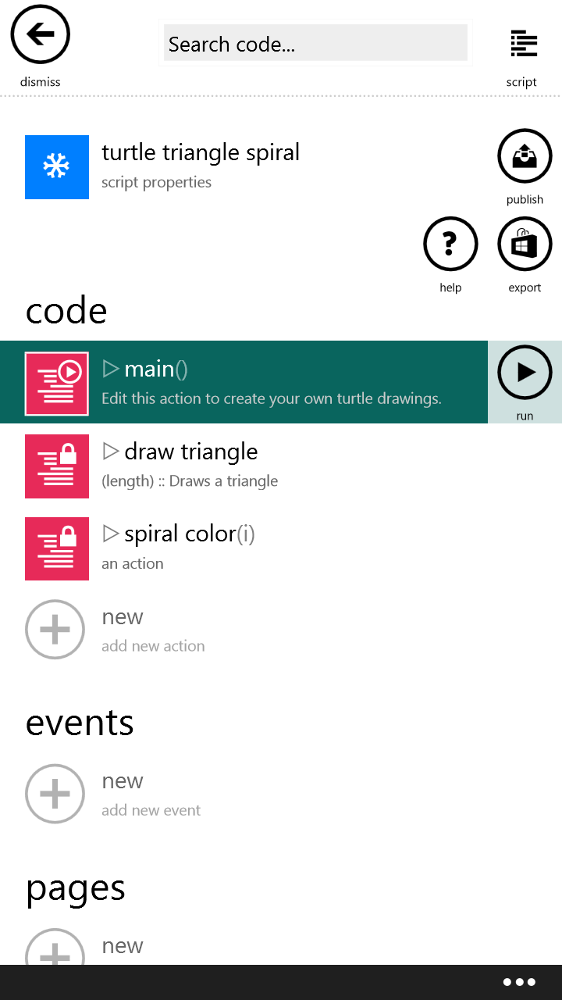 Search code...
dismiss
script
turtle triangle spiral
script properties
publish
help
export
code
main()
Edit this action to create your own turtle drawings.
run
draw triangle
(length) :: Draws a triangle
spiral color(i)
an action
new
add new action
events
new
add new event
pages
new